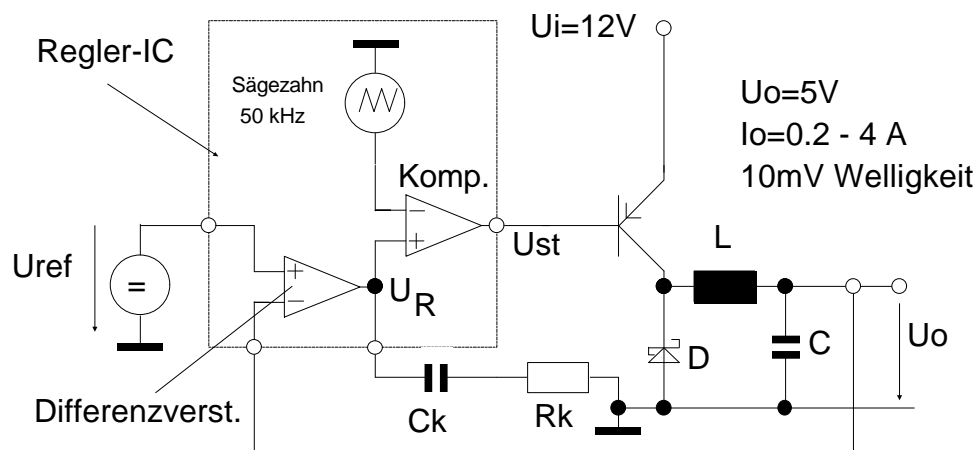 Ui=12V
Regler-IC
Sägezahn
50 kHz
Uo=5V
Io=0.2 - 4 A
10mV Welligkeit
Komp.
−
+
Ust
L
Uref
=
+
−
U_R
D
C
Uo
Differenzverst.
Ck
Rk